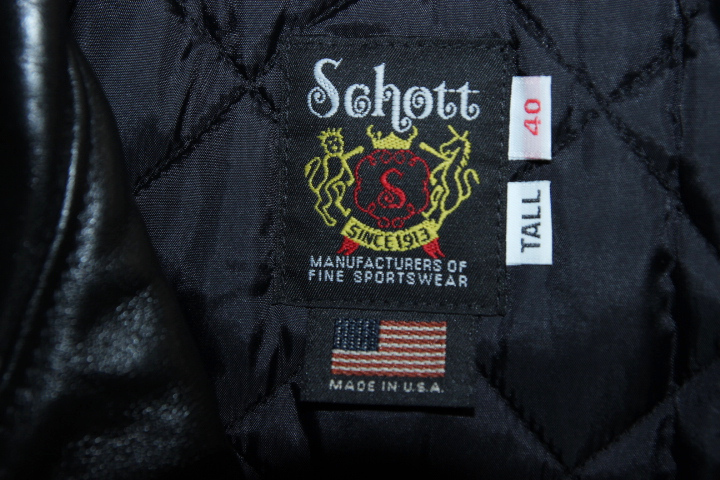 Schott
S
SINCE 1913
MANUFACTURERS OF
FINE SPORTSWEAR
40
TALL
MADE IN U.S.A.